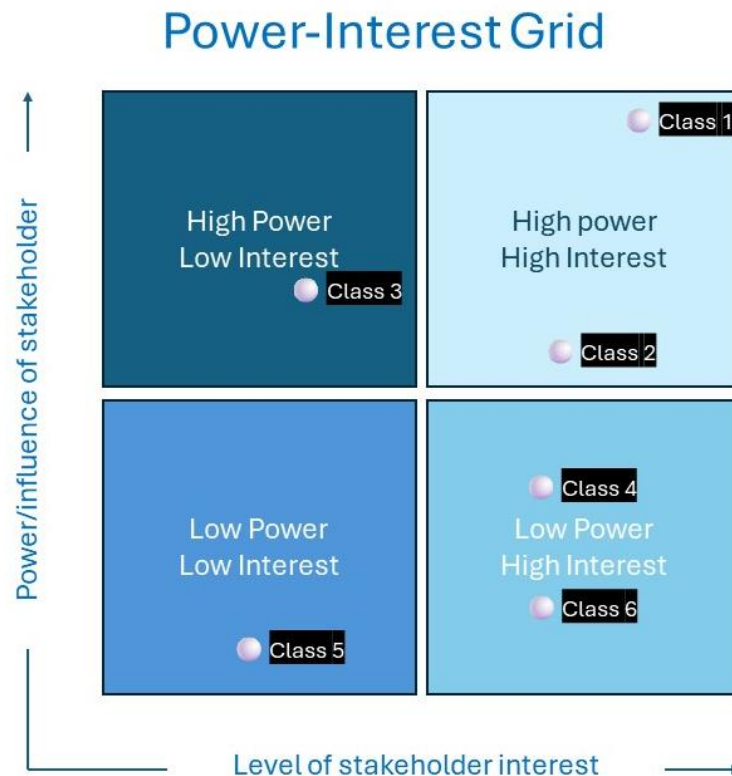 Power-Interest Grid
Power/influence of stakeholder
High Power
Low Interest
Class 3
Class 1
High power
High Interest
Class 2
Low Power
Low Interest
Class 5
Class 4
Low Power
High Interest
Class 6
Level of stakeholder interest